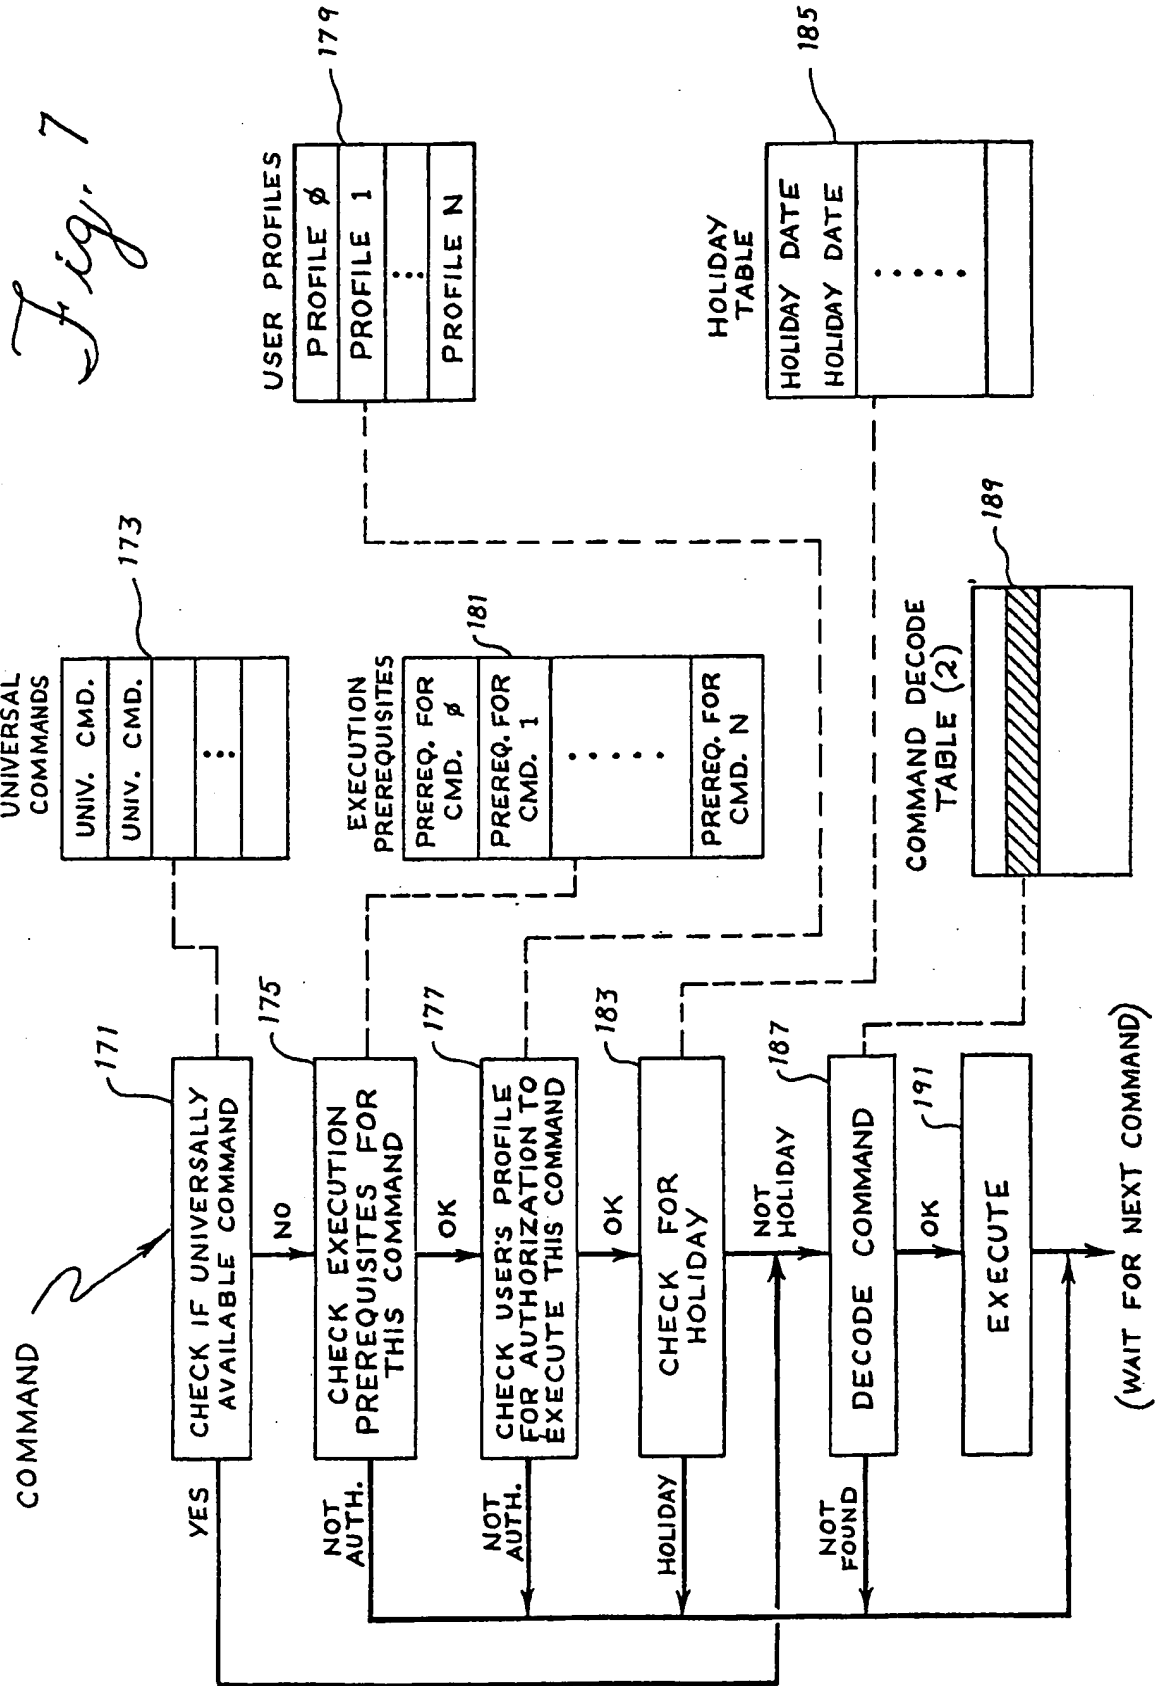 Fig. 7
COMMAND
171
CHECK IF UNIVERSALLY
AVAILABLE COMMAND
YES
NO
UNIVERSAL
COMMANDS
UNIV. CMD.
UNIV. CMD.
173
175
CHECK EXECUTION
PREREQUISITES FOR
THIS COMMAND
NOT
AUTH.
OK
EXECUTION
PREREQUISITES
181
PREREQ. FOR
CMD. ∅
PREREQ. FOR
CMD. 1
PREREQ. FOR
CMD. N
177
CHECK USER'S PROFILE
FOR AUTHORIZATION TO
EXECUTE THIS COMMAND
NOT
AUTH.
OK
USER PROFILES
PROFILE ∅
PROFILE 1
PROFILE N
179
183
CHECK FOR
HOLIDAY
HOLIDAY
NOT
HOLIDAY
HOLIDAY
TABLE
HOLIDAY DATE
HOLIDAY DATE
185
187
DECODE COMMAND
NOT
FOUND
OK
COMMAND DECODE
TABLE (2)
189
191
EXECUTE
(WAIT FOR NEXT COMMAND)